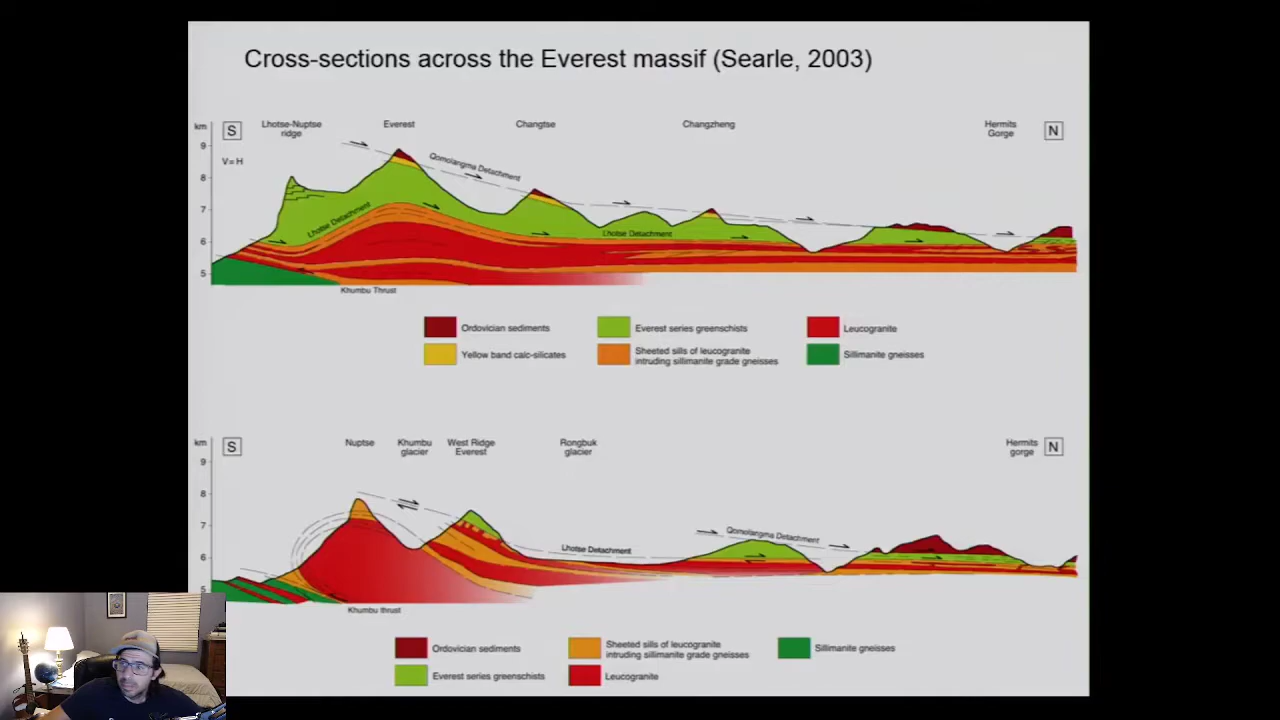 Cross-sections across the Everest massif (Searle, 2003)
km
S
Lhotse-Nuptse
ridge
Everest
Changtse
Changzheng
Hermits
Gorge
N
9
V=H
Qomolangma Detachment
8
7
Lhotse Detachment
Lhotse Detachment
6
5
Khumbu Thrust
Ordovician sediments
Everest series greenschists
Leucogranite
Yellow band calc-silicates
Sheeted sills of leucogranite
intruding sillimanite grade gneisses
Sillimanite gneisses
km
S
Nuptse
Khumbu
glacier
West Ridge
Everest
Rongbuk
glacier
Hermits
gorge
N
9
8
7
Qomolangma Detachment
Lhotse Detachment
6
5
Khumbu thrust
Ordovician sediments
Sheeted sills of leucogranite
intruding sillimanite grade gneisses
Sillimanite gneisses
Everest series greenschists
Leucogranite